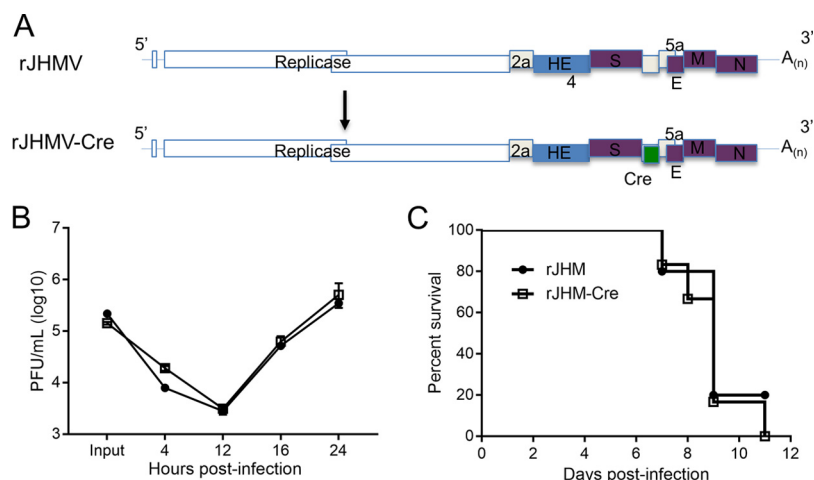 A
5’ 3’
rJHMV Replicase 2a HE S 5a M N A(n)
4 E
5’ 3’
rJHMV-Cre Replicase 2a HE S 5a M N A(n)
Cre E
B
PFU/mL (log10)
7
6
5
4
3
Input 4 12 16 24
Hours post-infection
C
Percent survival
100
80
60
40
20
0
rJHM
rJHM-Cre
0 2 4 6 8 10 12
Days post-infection